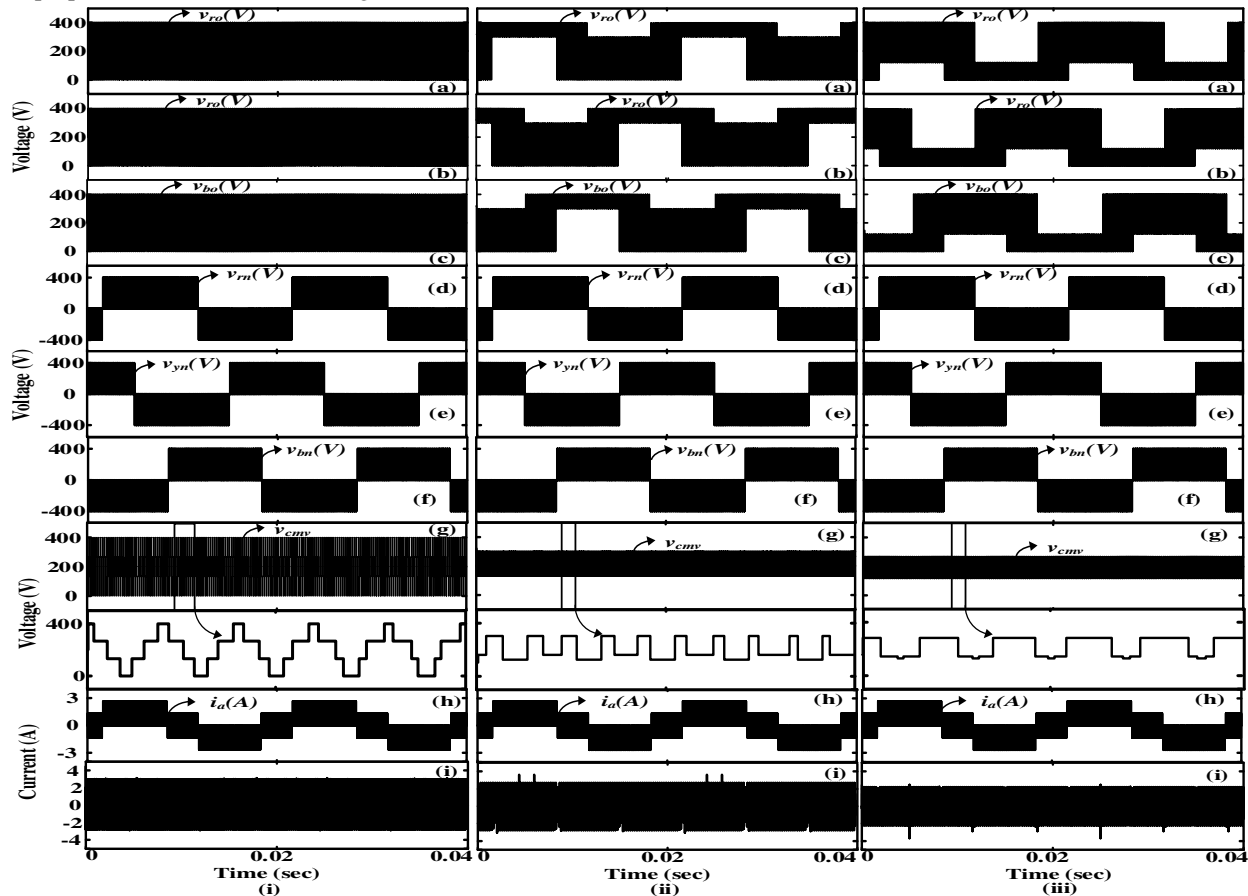 400 v_ro(V) v_ro(V) v_ro(V)
200
0 (a) (a) (a)
Voltage (V)
400 v_ro(V) v_ro(V) v_ro(V)
200
0 (b) (b) (b)
400 v_bo(V) v_bo(V) v_bo(V)
200
0 (c) (c) (c)
400 v_rn(V) v_rn(V) v_rn(V)
0 (d) (d) (d)
-400
Voltage (V)
400 v_yn(V) v_yn(V) v_yn(V)
0
-400 (e) (e) (e)
400 v_bn(V) v_bn(V) v_bn(V)
0
-400 (f) (f) (f)
v_cmv (g) v_cmv (g) v_cmv (g)
400
200
0
Voltage (V)
400
0
3 i_a(A) (h) i_a(A) (h) i_a(A) (h)
0
-3
Current (A)
4 (i) (i) (i)
2
0
-2
-4
0 0.02 0.04 0 0.02 0.04 0 0.02 0.04
Time (sec) Time (sec) Time (sec)
(i) (ii) (iii)